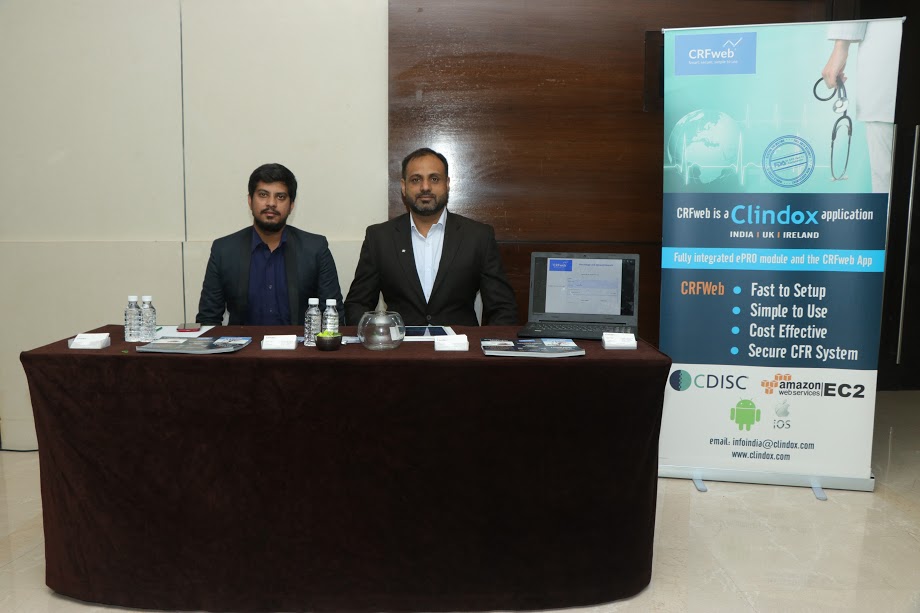 CRFweb
CRFweb is a Clindox application
INDIA | UK | IRELAND
Fully integrated ePRO module and the CRFweb App
CRFWeb
Fast to Setup
Simple to Use
Cost Effective
Secure CFR System
CDISC
amazon
webservices
EC2
iOS
email: infoindia@clindox.com
www.clindox.com
CRFweb